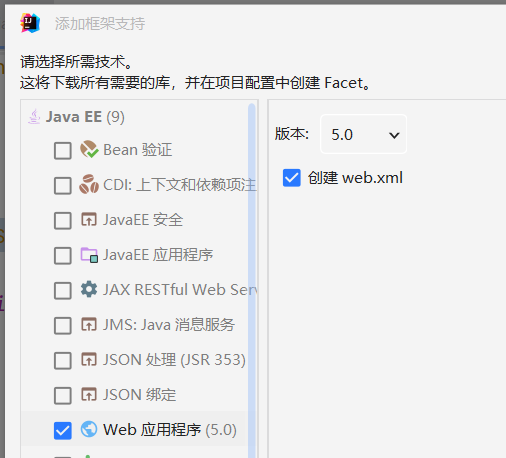 添加框架支持
请选择所需技术。
这将下载所有需要的库，并在项目配置中创建 Facet。
Java EE (9)
Bean 验证
CDI: 上下文和依赖项注
JavaEE 安全
JavaEE 应用程序
JAX RESTful Web Ser
JMS: Java 消息服务
JSON 处理 (JSR 353)
JSON 绑定
Web 应用程序 (5.0)
版本: 5.0
创建 web.xml